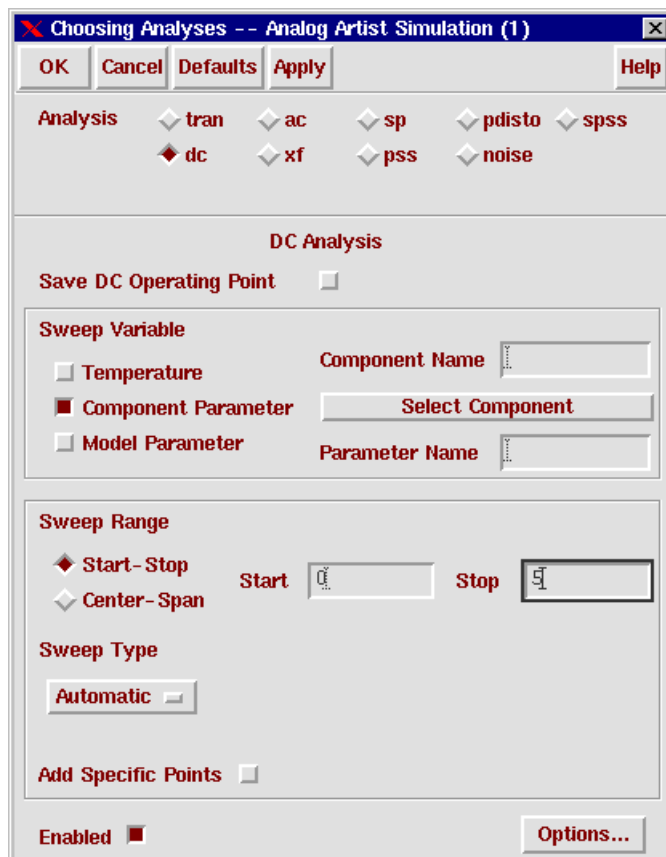 Choosing Analyses -- Analog Artist Simulation (1)
OK Cancel Defaults Apply Help
Analysis tran ac sp pdisto spss
dc xf pss noise
DC Analysis
Save DC Operating Point
Sweep Variable
Temperature
Component Name
Component Parameter
Select Component
Model Parameter
Parameter Name
Sweep Range
Start-Stop
Start 0 Stop 5
Center-Span
Sweep Type
Automatic
Add Specific Points
Enabled Options...